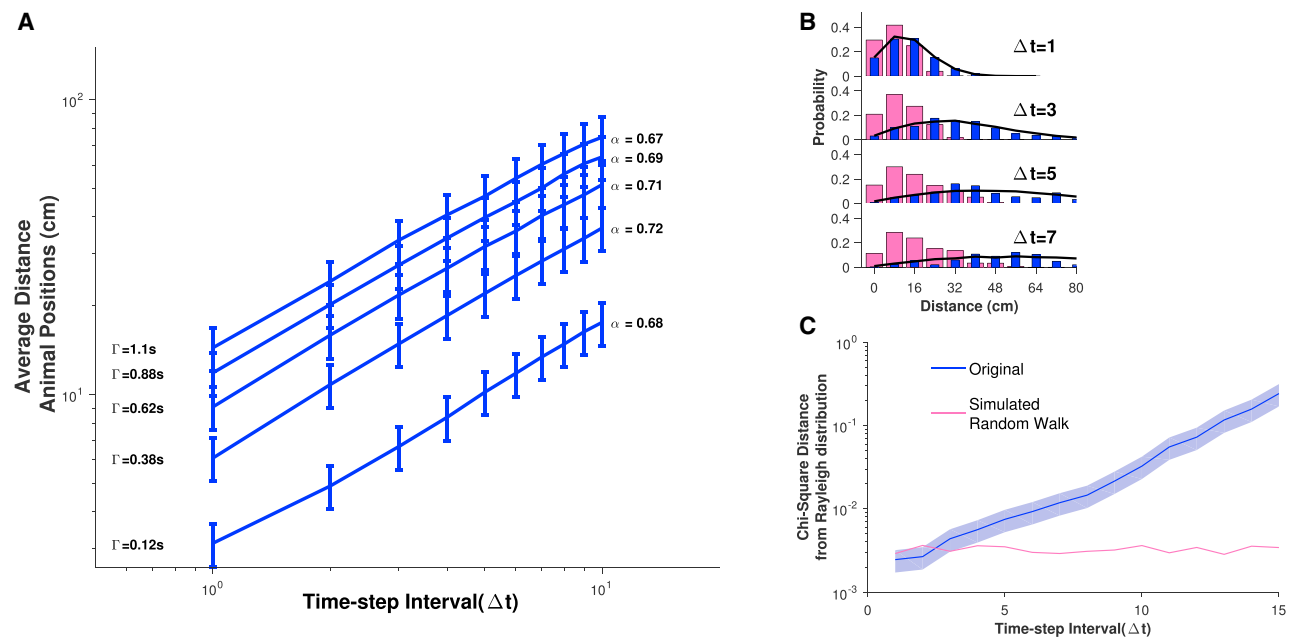 A
Average Distance
Animal Positions (cm)
10²
10¹
Γ=1.1s
Γ=0.88s
Γ=0.62s
Γ=0.38s
Γ=0.12s
α = 0.67
α = 0.69
α = 0.71
α = 0.72
α = 0.68
10⁰
10¹
Time-step Interval(Δt)
B
Probability
0.4
0.2
0
Δt=1
0.4
0.2
0
Δt=3
0.4
0.2
0
Δt=5
0.4
0.2
0
Δt=7
0 16 32 48 64 80
Distance (cm)
C
Chi-Square Distance
from Rayleigh distribution
10⁰
10⁻¹
10⁻²
10⁻³
Original
Simulated
Random Walk
0 5 10 15
Time-step Interval(Δt)